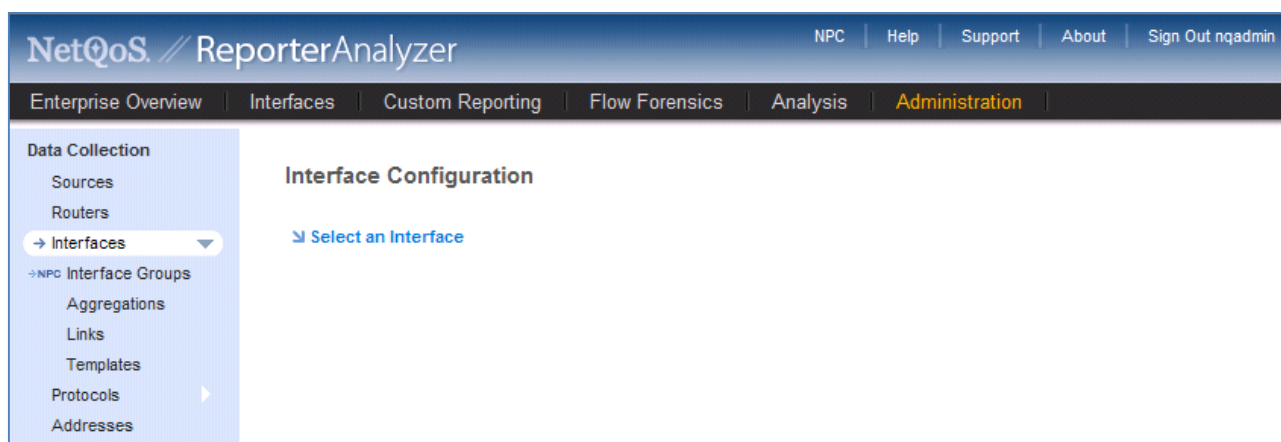 NetQoS. // ReporterAnalyzer
NPC | Help | Support | About | Sign Out nqadmin
Enterprise Overview | Interfaces | Custom Reporting | Flow Forensics | Analysis | Administration |
Data Collection
Sources
Routers
Interfaces
NPC Interface Groups
Aggregations
Links
Templates
Protocols
Addresses
Interface Configuration
Select an Interface